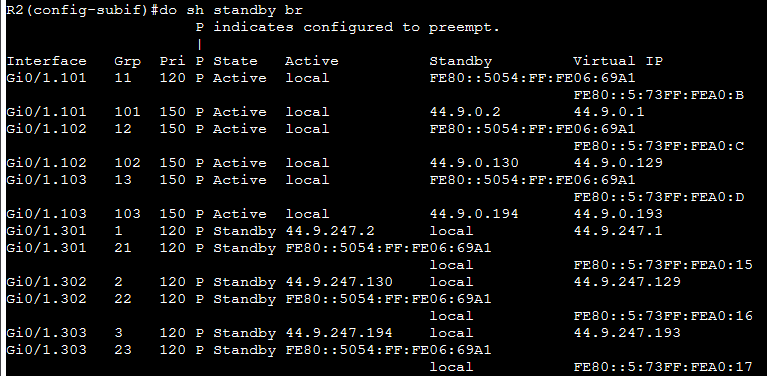 R2(config-subif)#do sh standby br
                     P indicates configured to preempt.
                     |
Interface   Grp  Pri P State   Active          Standby         Virtual IP
Gi0/1.101   11   120 P Active  local           FE80::5054:FF:FE06:69A1
                                                               FE80::5:73FF:FEA0:B
Gi0/1.101   101  150 P Active  local           44.9.0.2        44.9.0.1
Gi0/1.102   12   150 P Active  local           FE80::5054:FF:FE06:69A1
                                                               FE80::5:73FF:FEA0:C
Gi0/1.102   102  150 P Active  local           44.9.0.130      44.9.0.129
Gi0/1.103   13   150 P Active  local           FE80::5054:FF:FE06:69A1
                                                               FE80::5:73FF:FEA0:D
Gi0/1.103   103  150 P Active  local           44.9.0.194      44.9.0.193
Gi0/1.301   1    120 P Standby 44.9.247.2      local           44.9.247.1
Gi0/1.301   21   120 P Standby FE80::5054:FF:FE06:69A1
                                               local           FE80::5:73FF:FEA0:15
Gi0/1.302   2    120 P Standby 44.9.247.130    local           44.9.247.129
Gi0/1.302   22   120 P Standby FE80::5054:FF:FE06:69A1
                                               local           FE80::5:73FF:FEA0:16
Gi0/1.303   3    120 P Standby 44.9.247.194    local           44.9.247.193
Gi0/1.303   23   120 P Standby FE80::5054:FF:FE06:69A1
                                               local           FE80::5:73FF:FEA0:17